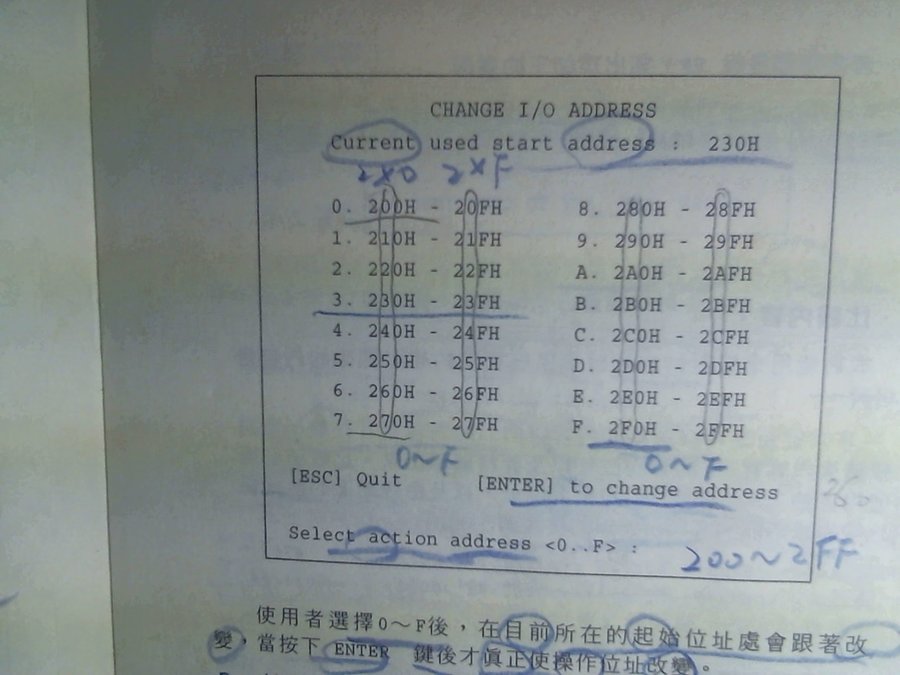 CHANGE I/O ADDRESS
Current used start address : 230H
2X0 2XF
0. 200H - 20FH 8. 280H - 28FH
1. 210H - 21FH 9. 290H - 29FH
2. 220H - 22FH A. 2A0H - 2AFH
3. 230H - 23FH B. 2B0H - 2BFH
4. 240H - 24FH C. 2C0H - 2CFH
5. 250H - 25FH D. 2D0H - 2DFH
6. 260H - 26FH E. 2E0H - 2EFH
7. 270H - 27FH F. 2F0H - 2FFH
0~F 0~F
[ESC] Quit [ENTER] to change address
Select action address <0..F> :
200~2FF
使用者選擇0～F後，在目前所在的起始位址處會跟著改
變，當按下 ENTER 鍵後才真正使操作位址改變。